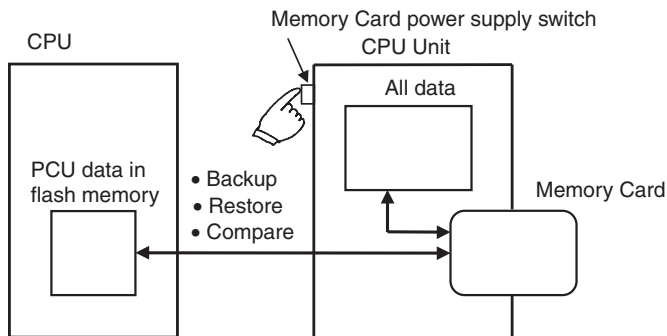 Memory Card power supply switch
CPU
CPU Unit
All data
PCU data in
flash memory
• Backup
• Restore
• Compare
Memory Card